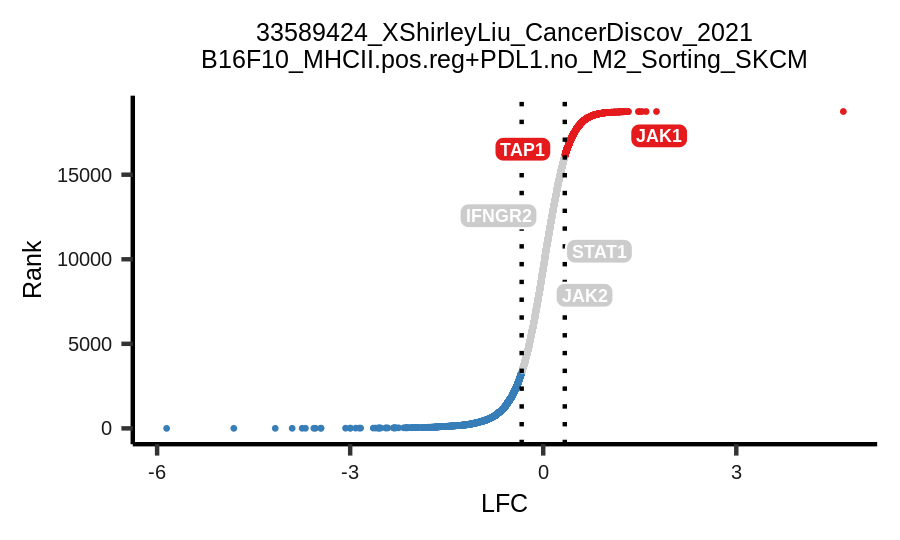 33589424_XShirleyLiu_CancerDiscov_2021
B16F10_MHCII.pos.reg+PDL1.no_M2_Sorting_SKCM
JAK1
TAP1
15000
IFNGR2
STAT1
10000
JAK2
5000
0
Rank
-6
-3
0
3
LFC